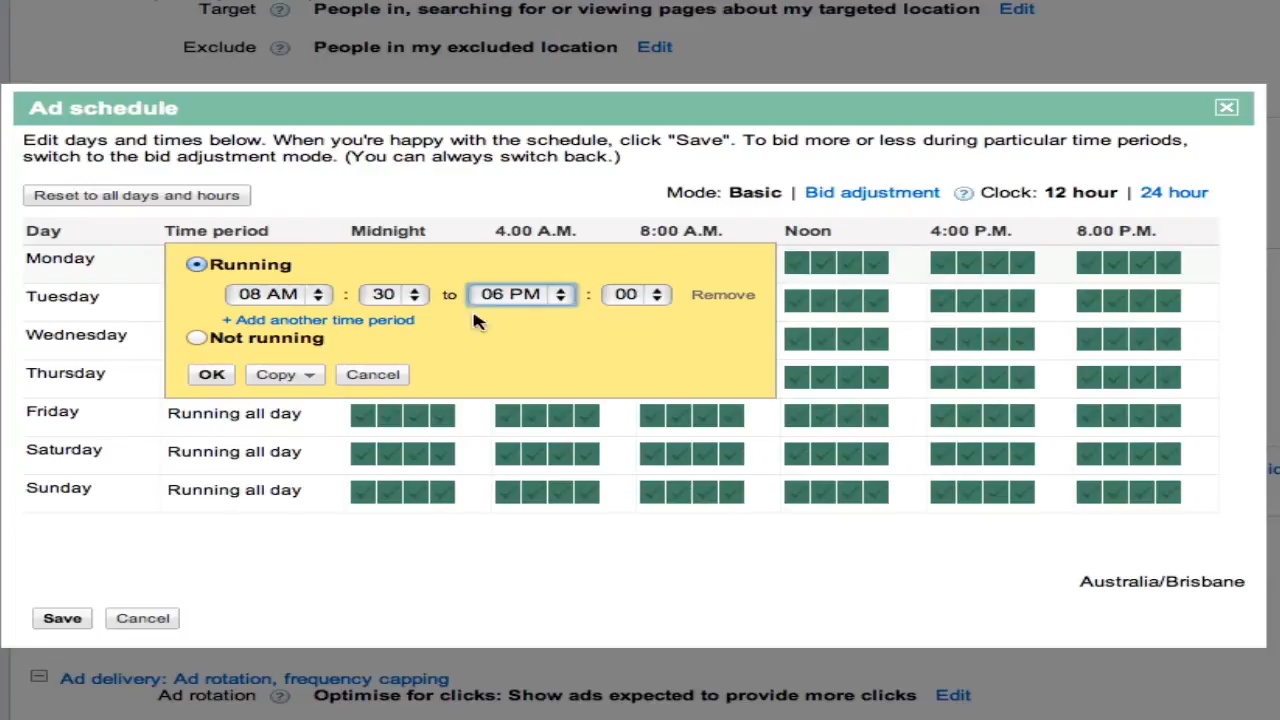 Target ? People in, searching for or viewing pages about my targeted location Edit
Exclude ? People in my excluded location Edit
Ad schedule
Edit days and times below. When you're happy with the schedule, click "Save". To bid more or less during particular time periods,
switch to the bid adjustment mode. (You can always switch back.)
Reset to all days and hours
Mode: Basic | Bid adjustment ? Clock: 12 hour | 24 hour
Day Time period Midnight 4.00 A.M. 8:00 A.M. Noon 4:00 P.M. 8.00 P.M.
Monday
Running
Tuesday
08 AM : 30 to 06 PM : 00 Remove
+ Add another time period
Wednesday
Not running
Thursday
OK Copy Cancel
Friday Running all day
Saturday Running all day
Sunday Running all day
Australia/Brisbane
Save Cancel
Ad delivery: Ad rotation, frequency capping
Ad rotation ? Optimise for clicks: Show ads expected to provide more clicks Edit